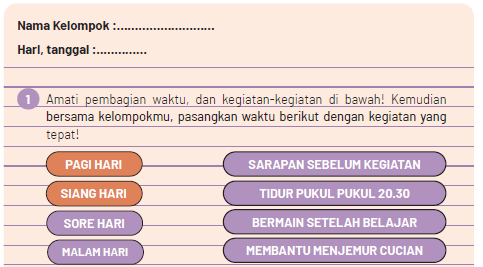 Nama Kelompok :...........................
Hari, tanggal :..............
1 Amati pembagian waktu, dan kegiatan-kegiatan di bawah! Kemudian
bersama kelompokmu, pasangkan waktu berikut dengan kegiatan yang
tepat!
PAGI HARI SARAPAN SEBELUM KEGIATAN
SIANG HARI TIDUR PUKUL PUKUL 20.30
SORE HARI BERMAIN SETELAH BELAJAR
MALAM HARI MEMBANTU MENJEMUR CUCIAN